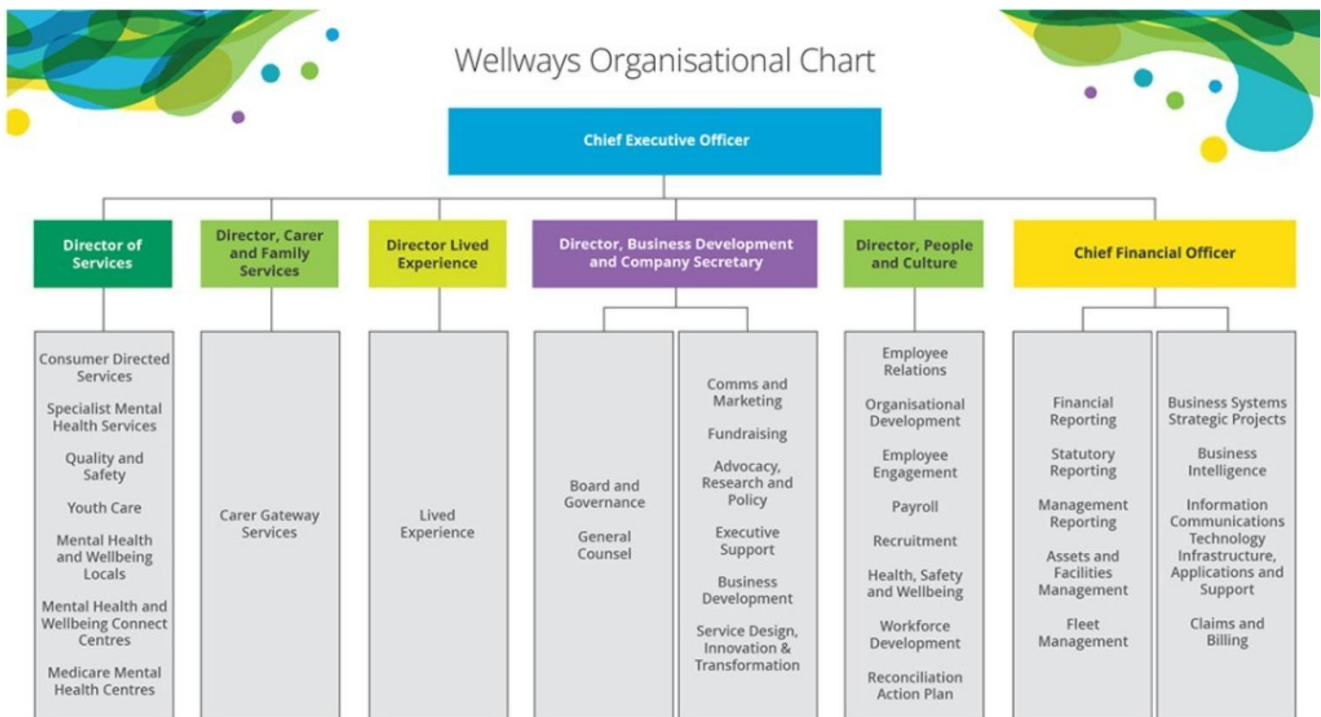 Wellways Organisational Chart
Chief Executive Officer
Director of
Services
Director, Carer
and Family
Services
Director Lived
Experience
Director, Business Development
and Company Secretary
Director, People
and Culture
Chief Financial Officer
Consumer Directed
Services
Specialist Mental
Health Services
Quality and
Safety
Youth Care
Mental Health
and Wellbeing
Locals
Mental Health and
Wellbeing Connect
Centres
Medicare Mental
Health Centres
Carer Gateway
Services
Lived
Experience
Board and
Governance
General
Counsel
Comms and
Marketing
Fundraising
Advocacy,
Research and
Policy
Executive
Support
Business
Development
Service Design,
Innovation &
Transformation
Employee
Relations
Organisational
Development
Employee
Engagement
Payroll
Recruitment
Health, Safety
and Wellbeing
Workforce
Development
Reconciliation
Action Plan
Financial
Reporting
Statutory
Reporting
Management
Reporting
Assets and
Facilities
Management
Fleet
Management
Business Systems
Strategic Projects
Business
Intelligence
Information
Communications
Technology
Infrastructure,
Applications and
Support
Claims and
Billing